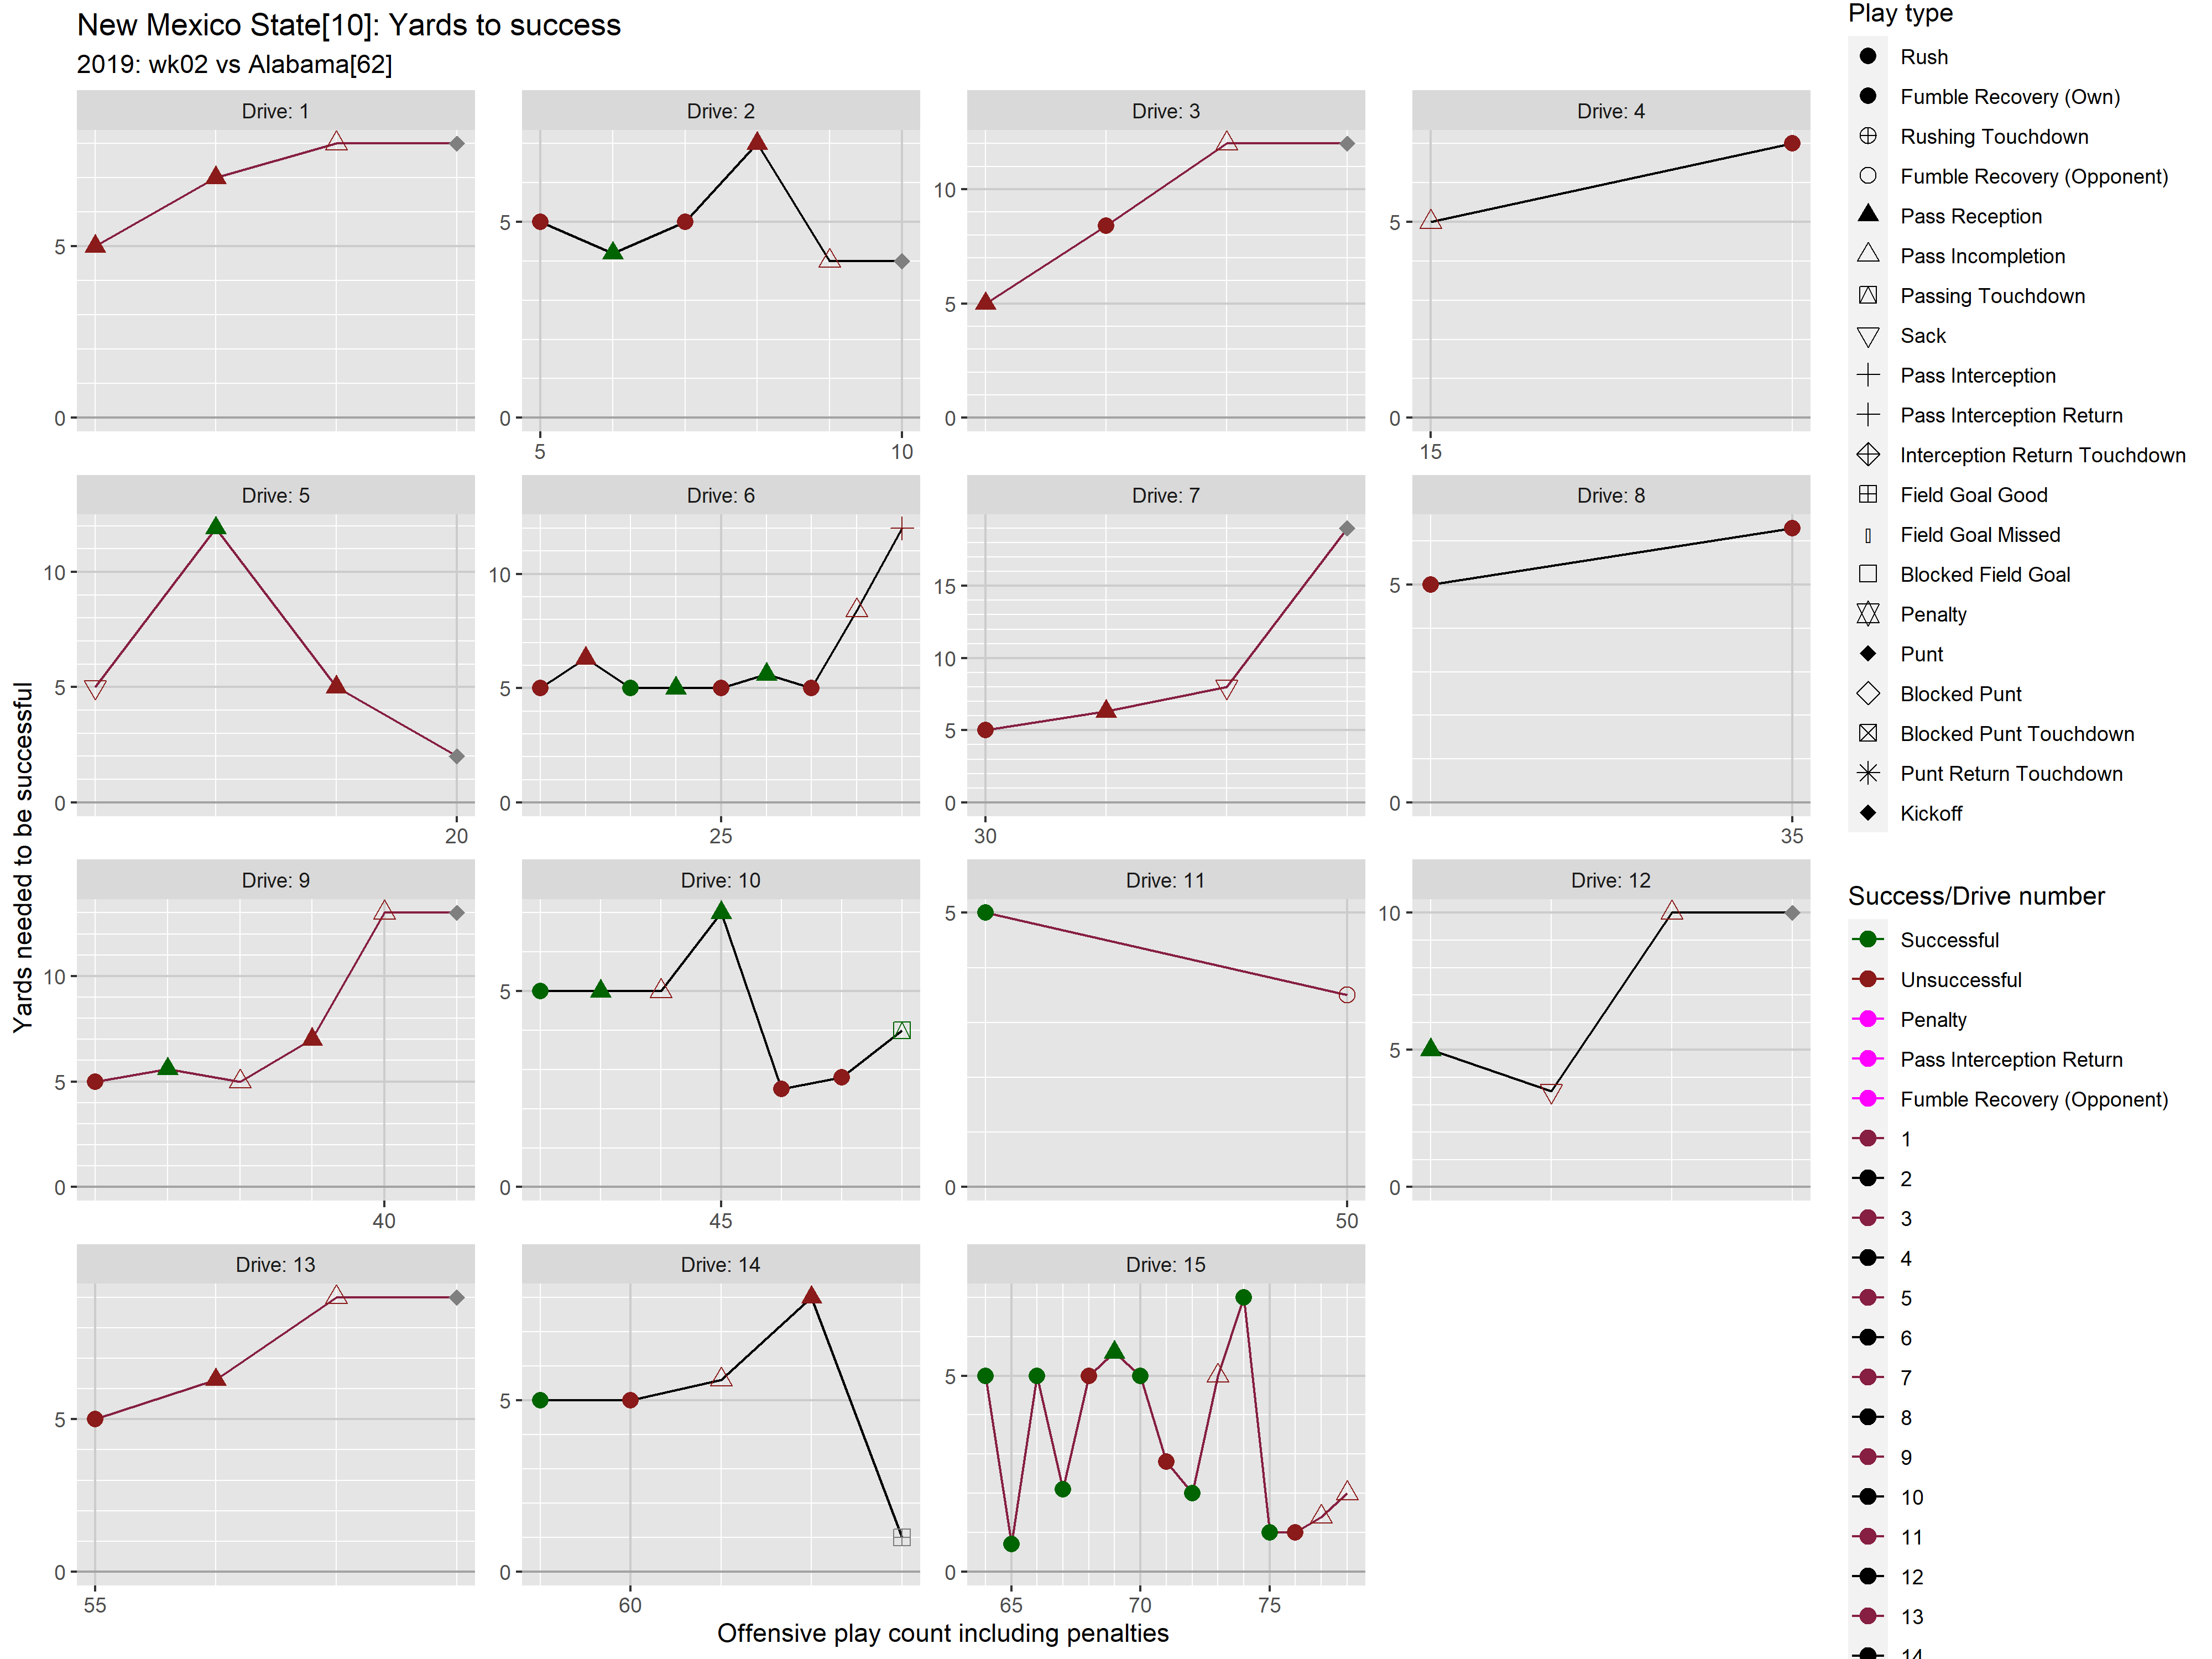 New Mexico State[10]: Yards to success
2019: wk02 vs Alabama[62]
Drive: 1
Drive: 2
Drive: 3
Drive: 4
5
0
5
0
5
10
10
5
0
5
0
15
Drive: 5
Drive: 6
Drive: 7
Drive: 8
10
5
0
20
10
5
0
25
15
10
5
0
30
5
0
35
Drive: 9
Drive: 10
Drive: 11
Drive: 12
10
5
0
40
5
0
45
5
0
50
10
5
0
Drive: 13
Drive: 14
Drive: 15
5
0
55
5
0
60
5
0
65
70
75
Yards needed to be successful
Offensive play count including penalties
Play type
Rush
Fumble Recovery (Own)
Rushing Touchdown
Fumble Recovery (Opponent)
Pass Reception
Pass Incompletion
Passing Touchdown
Sack
Pass Interception
Pass Interception Return
Interception Return Touchdown
Field Goal Good
Field Goal Missed
Blocked Field Goal
Penalty
Punt
Blocked Punt
Blocked Punt Touchdown
Punt Return Touchdown
Kickoff
Success/Drive number
Successful
Unsuccessful
Penalty
Pass Interception Return
Fumble Recovery (Opponent)
1
2
3
4
5
6
7
8
9
10
11
12
13
14